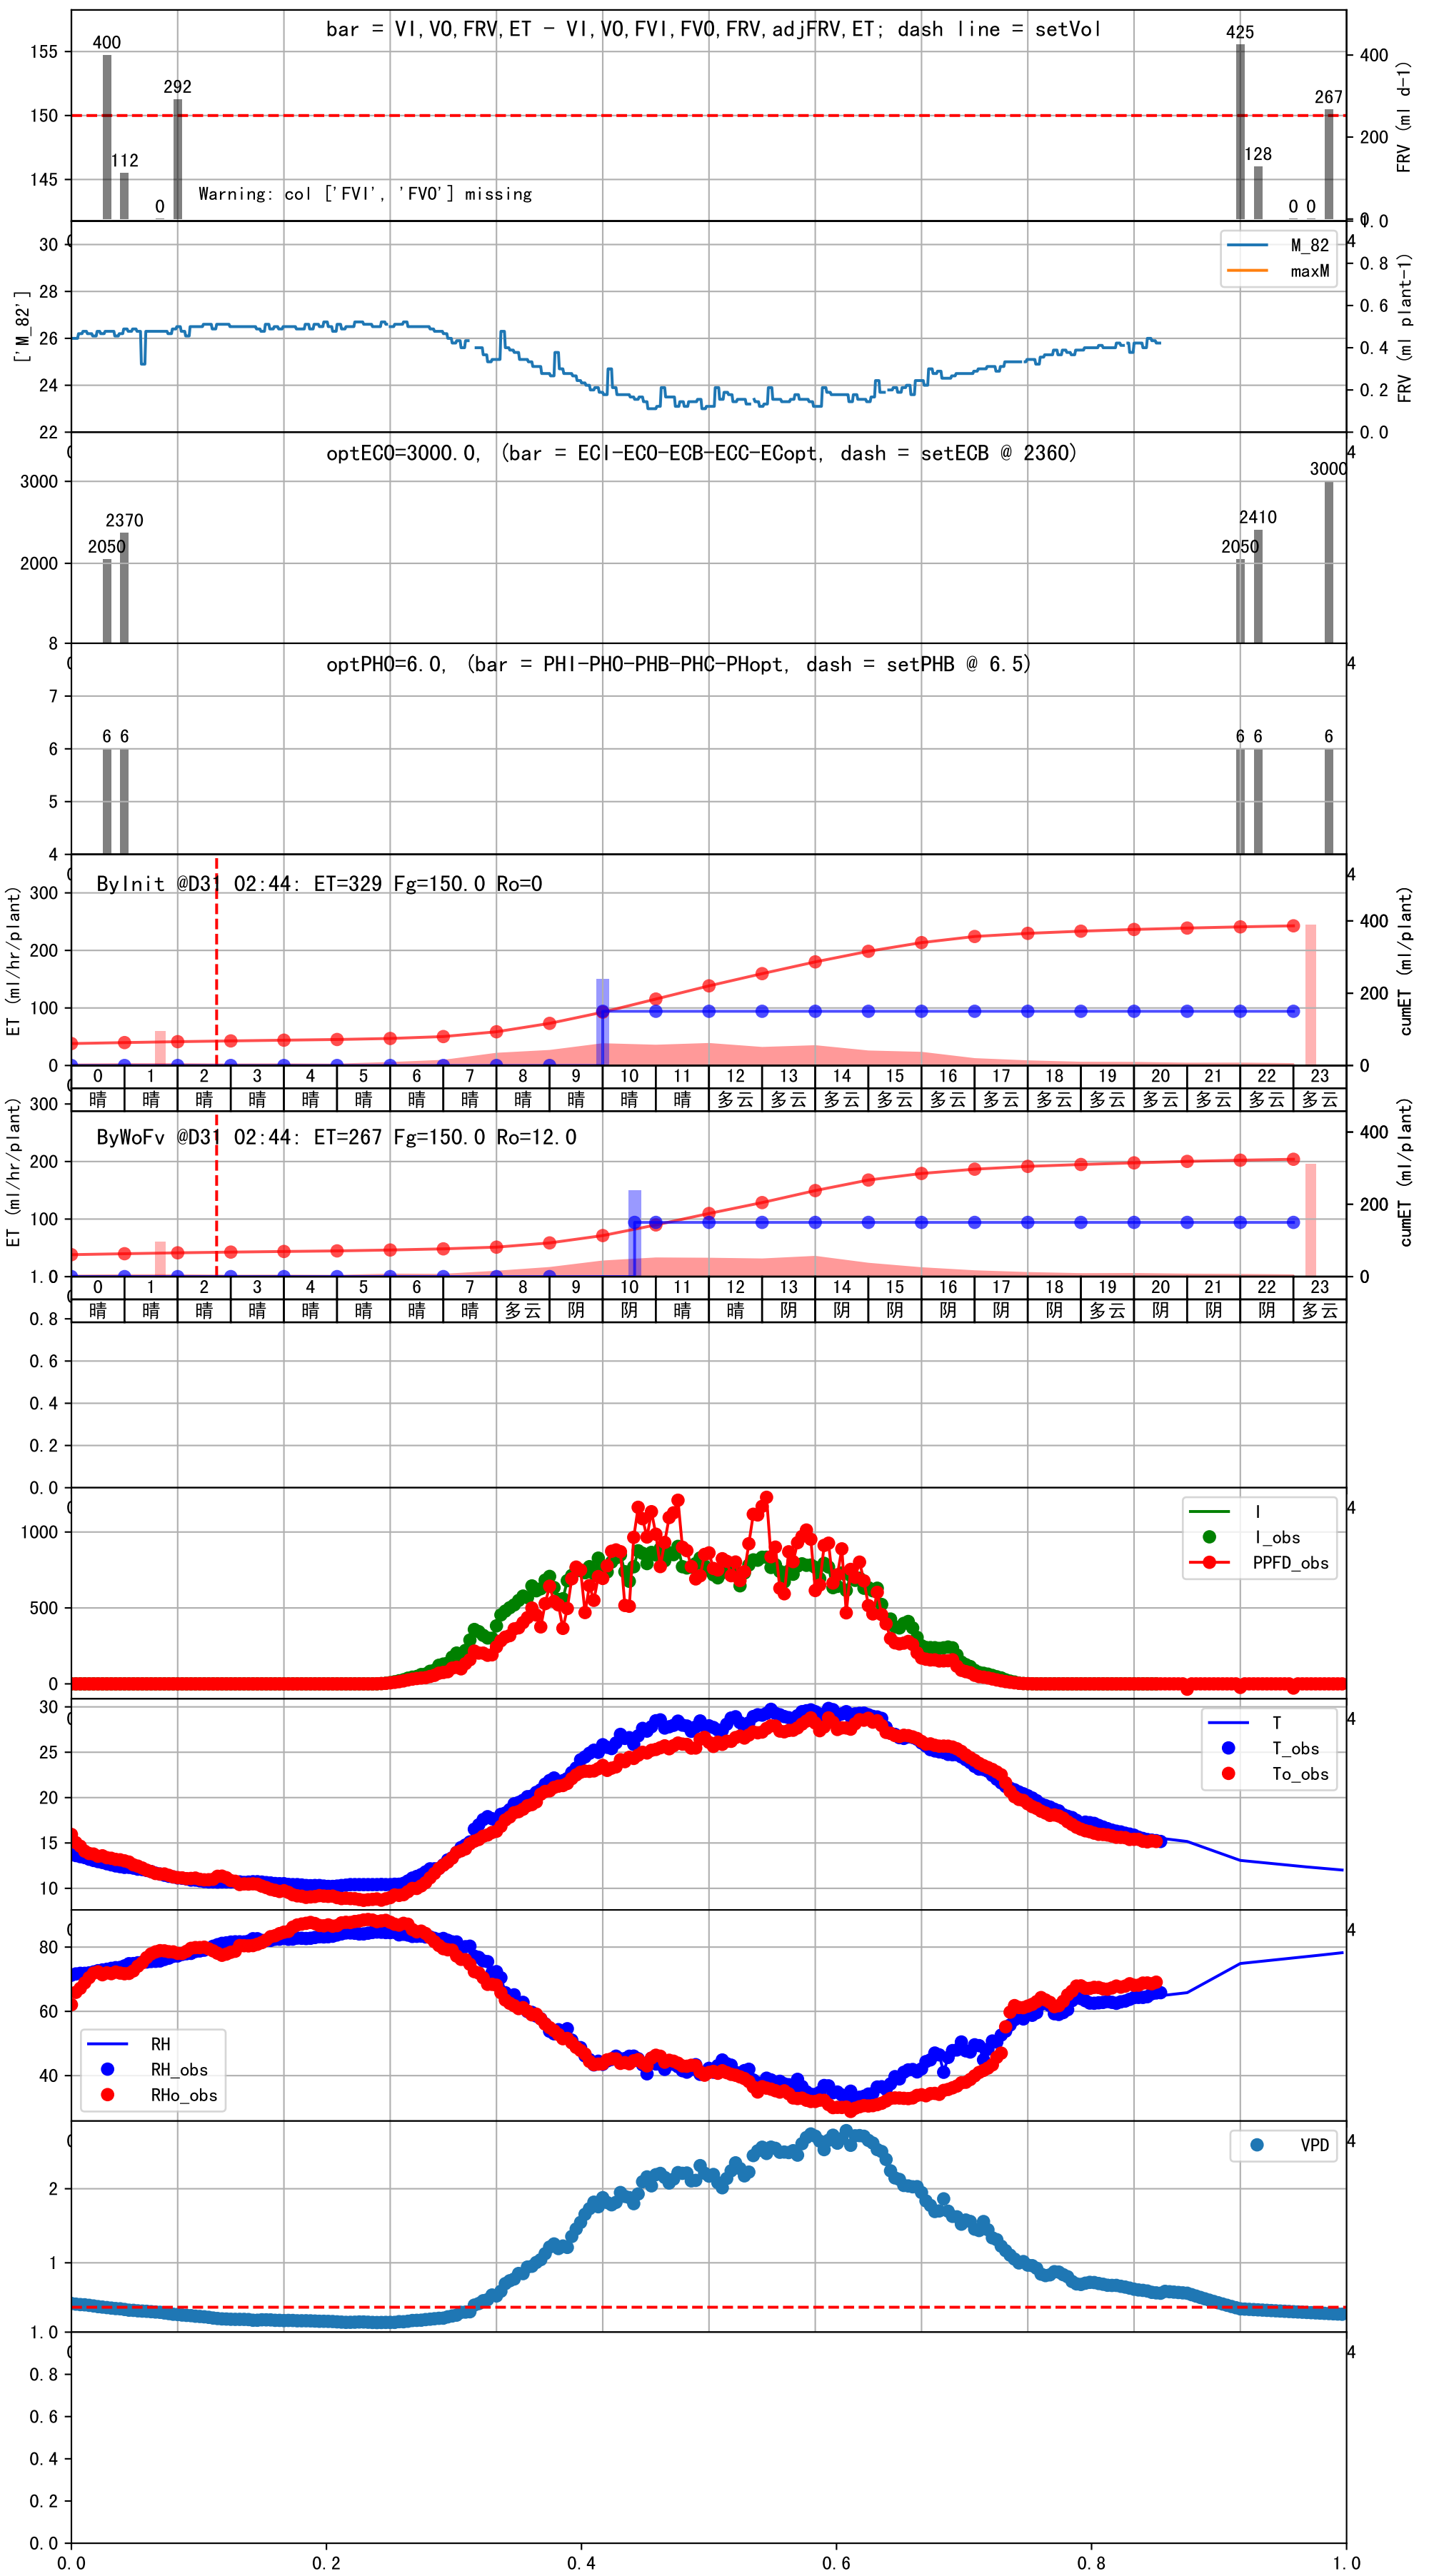 bar = VI,VO,FRV,ET - VI,VO,FVI,FVO,FRV,adjFRV,ET; dash line = setVol
155
150
145
400
112
0
292
425
128
0 0
267
Warning: col ['FVI', 'FVO'] missing
400
200
0
FRV (ml d-1)
['M_82']
30
28
26
24
22
M_82
maxM
1.0
0.8
0.6
0.4
0.2
0.0
FRV (ml plant-1)
4
optECO=3000.0, (bar = ECI-ECO-ECB-ECC-ECopt, dash = setECB @ 2360)
3000
2000
2050
2370
2050
2410
3000
4
optPHO=6.0, (bar = PHI-PHO-PHB-PHC-PHopt, dash = setPHB @ 6.5)
8
7
6
5
4
6 6
6 6
6
4
ByInit @D31 02:44: ET=329 Fg=150.0 Ro=0
ET (ml/hr/plant)
300
200
100
0
400
200
0
cumET (ml/plant)
4
0 1 2 3 4 5 6 7 8 9 10 11 12 13 14 15 16 17 18 19 20 21 22 23
晴 晴 晴 晴 晴 晴 晴 晴 晴 晴 晴 晴 多云 多云 多云 多云 多云 多云 多云 多云 多云 多云 多云 多云
ByWoFv @D31 02:44: ET=267 Fg=150.0 Ro=12.0
ET (ml/hr/plant)
300
200
100
400
200
0
cumET (ml/plant)
0 1 2 3 4 5 6 7 8 9 10 11 12 13 14 15 16 17 18 19 20 21 22 23
晴 晴 晴 晴 晴 晴 晴 晴 多云 阴 阴 晴 晴 阴 阴 阴 阴 阴 阴 多云 阴 阴 阴 多云
1.0
0.8
0.6
0.4
0.2
0.0
4
1000
500
0
I
I_obs
PPFD_obs
4
30
25
20
15
10
T
T_obs
To_obs
4
80
60
40
RH
RH_obs
RHo_obs
4
2
1
VPD
4
1.0
0.8
0.6
0.4
0.2
0.0
0.0 0.2 0.4 0.6 0.8 1.0